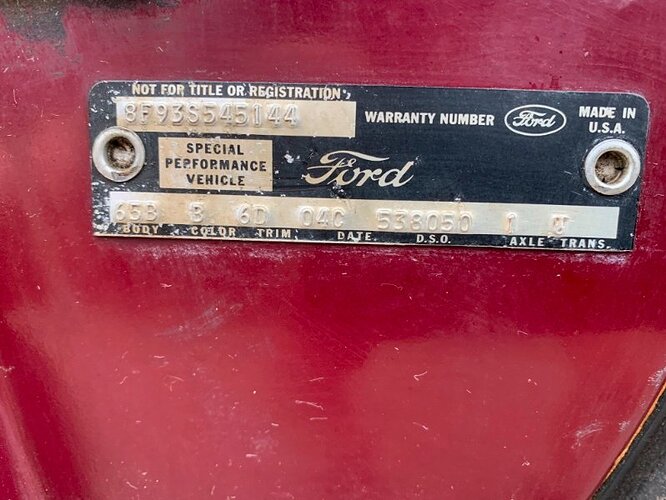 NOT FOR TITLE OR REGISTRATION
8F93S545144
WARRANTY NUMBER
Ford
MADE IN
U.S.A.
SPECIAL
PERFORMANCE
VEHICLE
Ford
65B B 6D 04C 538050 1 U
BODY COLOR TRIM DATE D.S.O. AXLE TRANS.